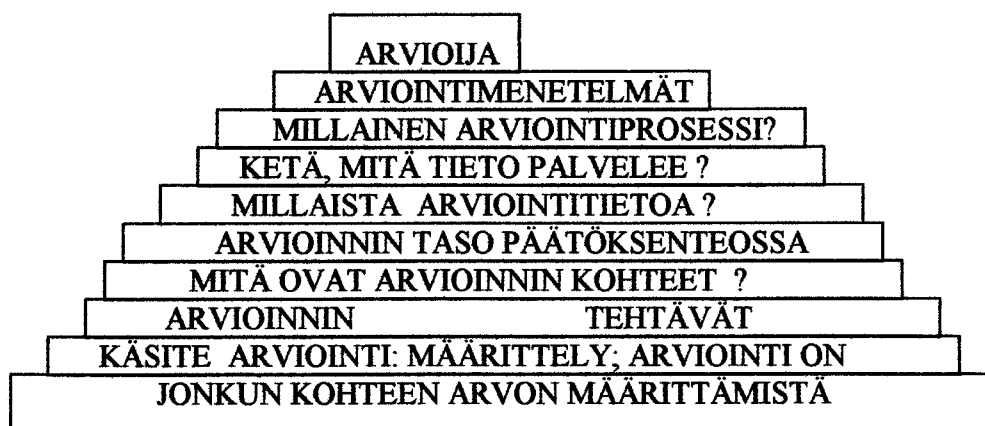 ARVIOIJA
ARVIOINTIMENETELMÄT
MILLAINEN ARVIOINTIPROSESSI?
KETÄ, MITÄ TIETO PALVELEE ?
MILLAISTA ARVIOINTITIETOA ?
ARVIOINNIN TASO PÄÄTÖKSENTEOSSA
MITÄ OVAT ARVIOINNIN KOHTEET ?
ARVIOINNIN TEHTÄVÄT
KÄSITE ARVIOINTI: MÄÄRITTELY; ARVIOINTI ON
JONKUN KOHTEEN ARVON MÄÄRITTÄMISTÄ